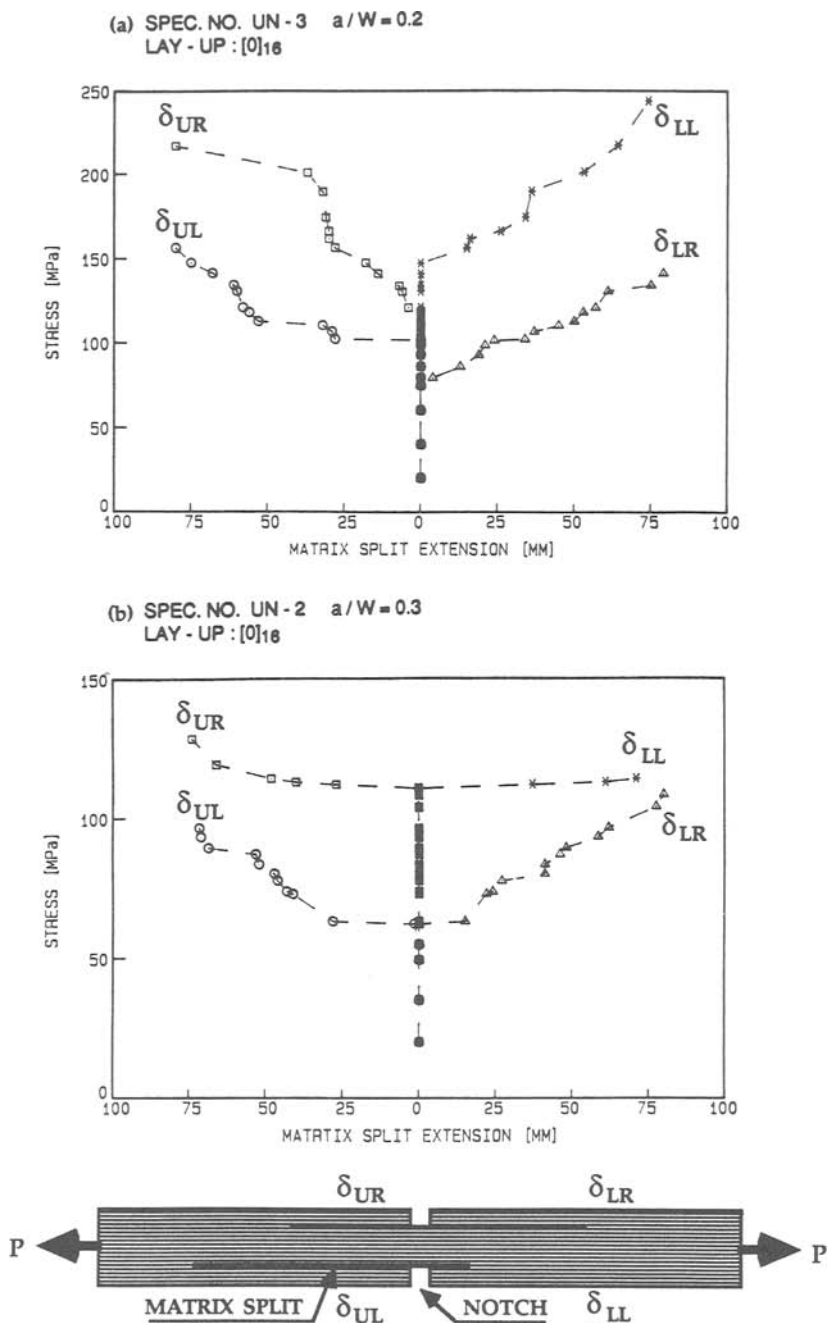 (a) SPEC. NO. UN - 3 a / W = 0.2
LAY - UP : [0]16
250
200
150
100
50
0
STRESS [MPa]
δUR
δLL
δUL
δLR
100 75 50 25 0 25 50 75 100
MATRIX SPLIT EXTENSION [MM]
(b) SPEC. NO. UN - 2 a / W = 0.3
LAY - UP : [0]16
150
100
50
0
STRESS [MPa]
δUR
δLL
δUL
δLR
100 75 50 25 0 25 50 75 100
MATRTIX SPLIT EXTENSION [MM]
δUR δLR
P P
MATRIX SPLIT δUL NOTCH δLL